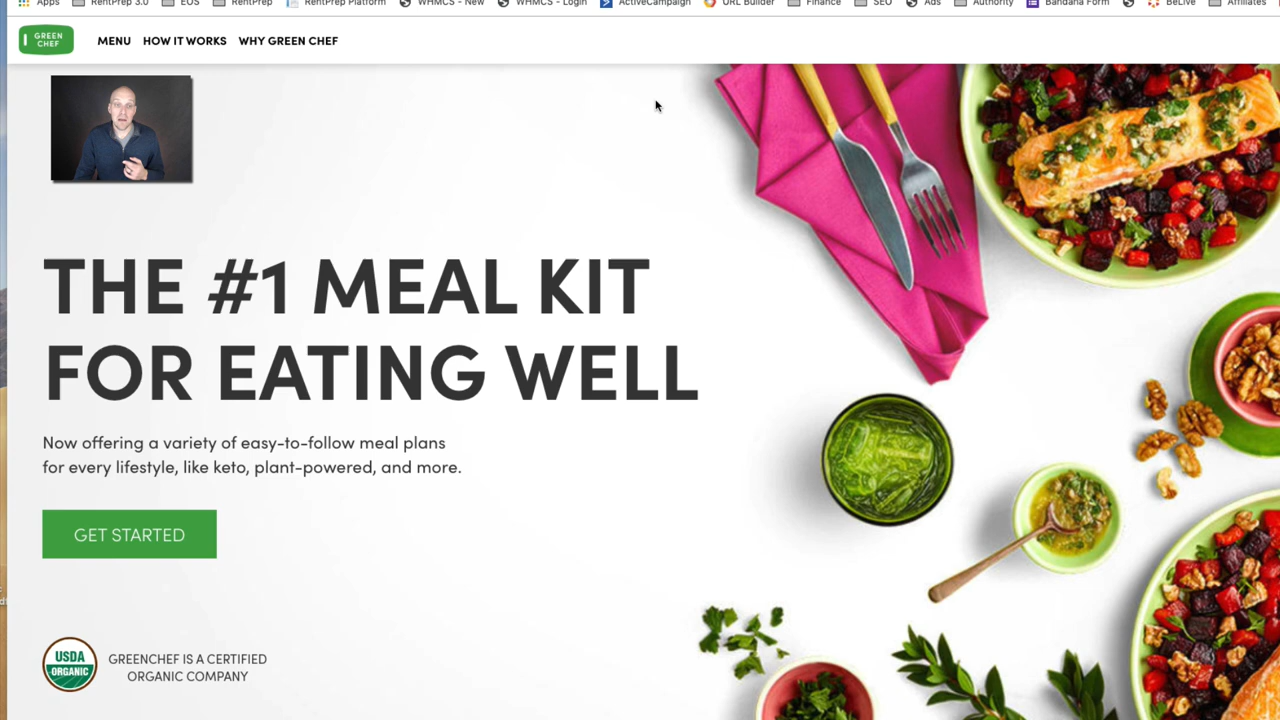 Apps RentPrep 3.0 EOS RentPrep RentPrep Platform WHMCS - New WHMCS - Login ActiveCampaign URL Builder Finance SEO Ads Authority Bandana Form BeLive Affiliates
GREEN
CHEF
MENU HOW IT WORKS WHY GREEN CHEF
THE #1 MEAL KIT
FOR EATING WELL
Now offering a variety of easy-to-follow meal plans
for every lifestyle, like keto, plant-powered, and more.
GET STARTED
USDA
ORGANIC
GREENCHEF IS A CERTIFIED
ORGANIC COMPANY